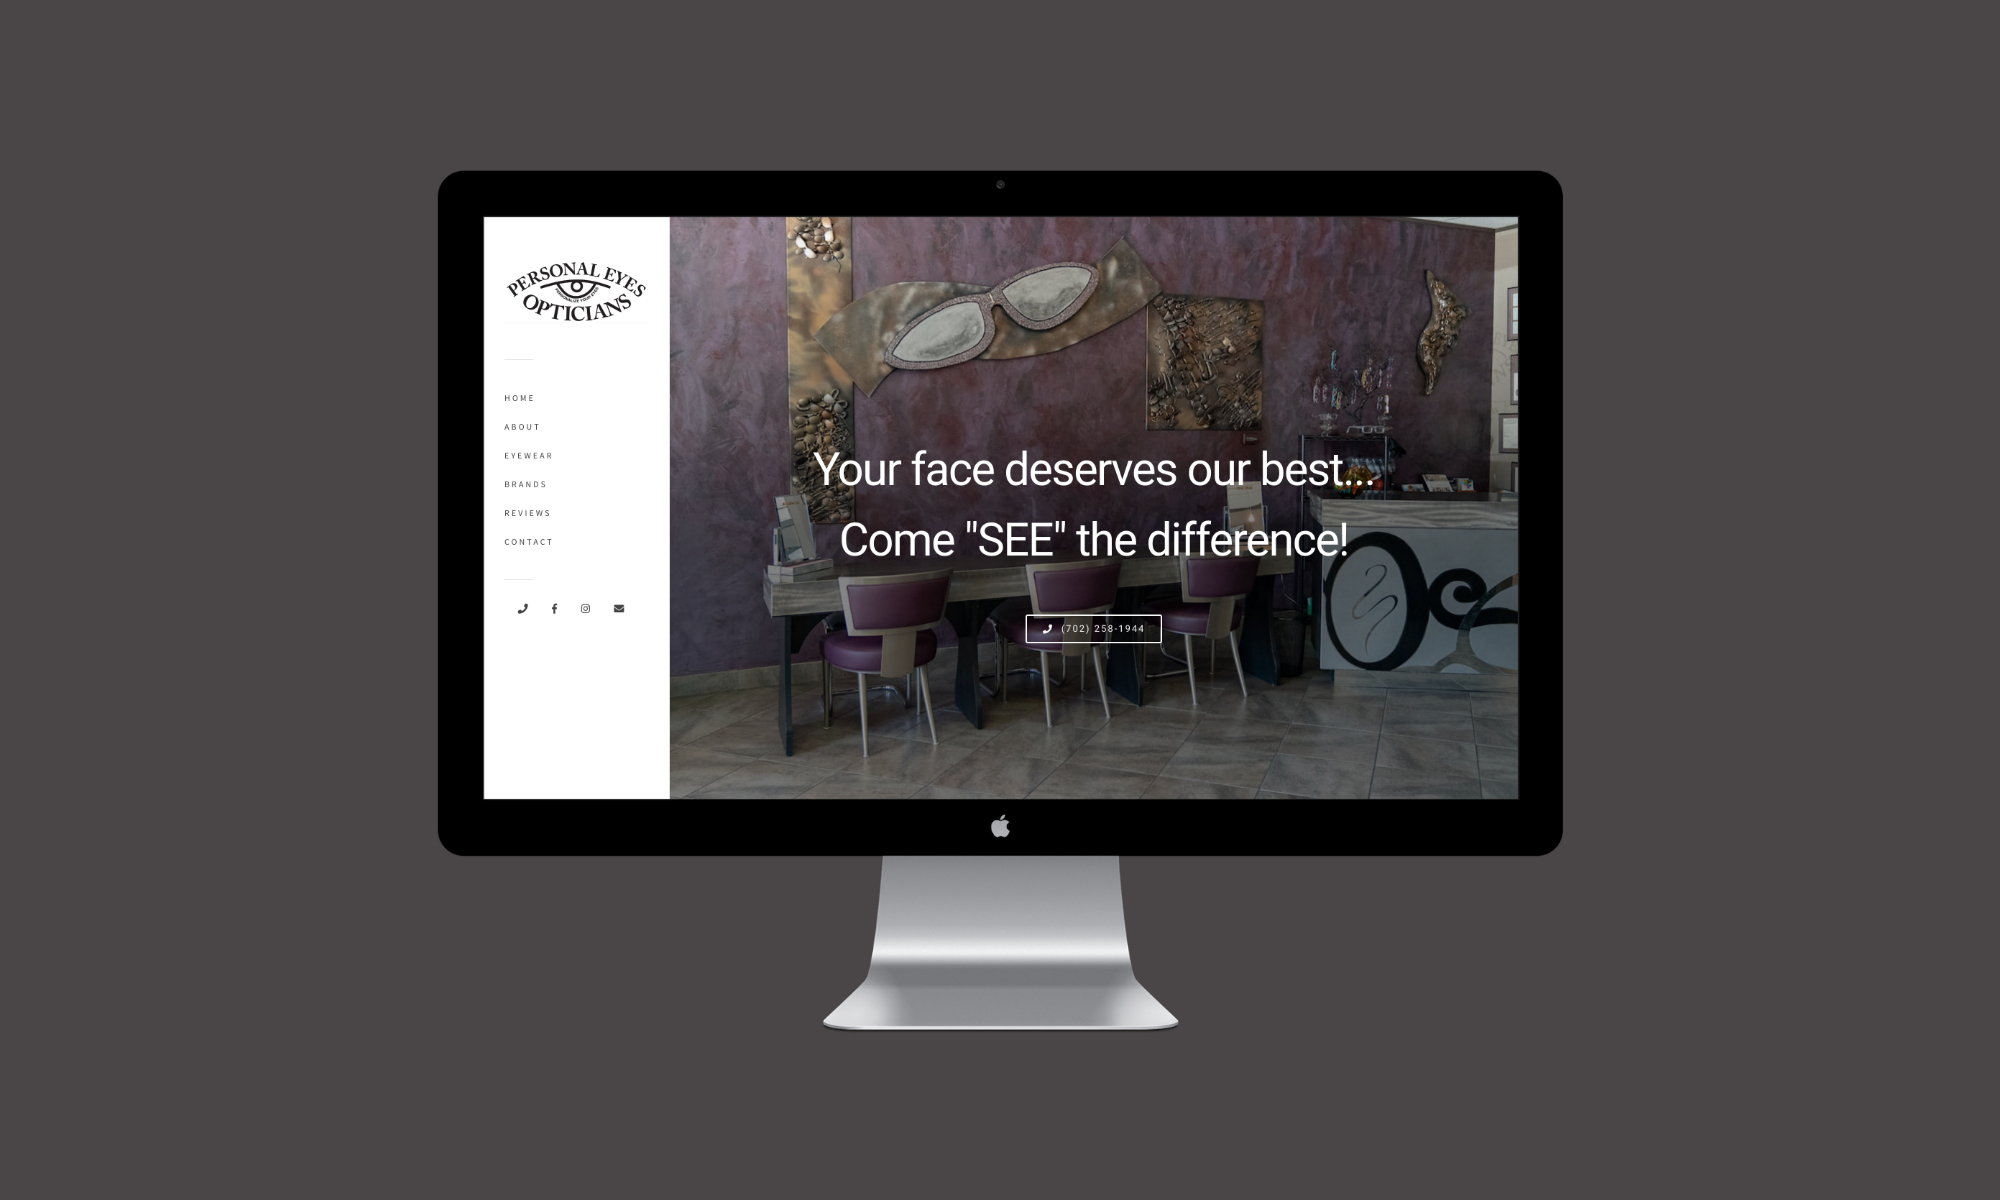 PERSONAL EYES
OPTICIANS
HOME
ABOUT
EYEWEAR
BRANDS
REVIEWS
CONTACT
Your face deserves our best...
Come "SEE" the difference!
(702) 258-1944